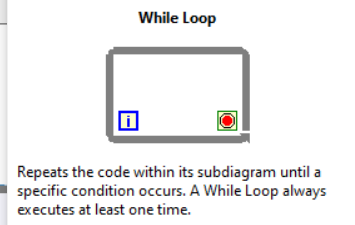 While Loop
i
Repeats the code within its subdiagram until a
specific condition occurs. A While Loop always
executes at least one time.